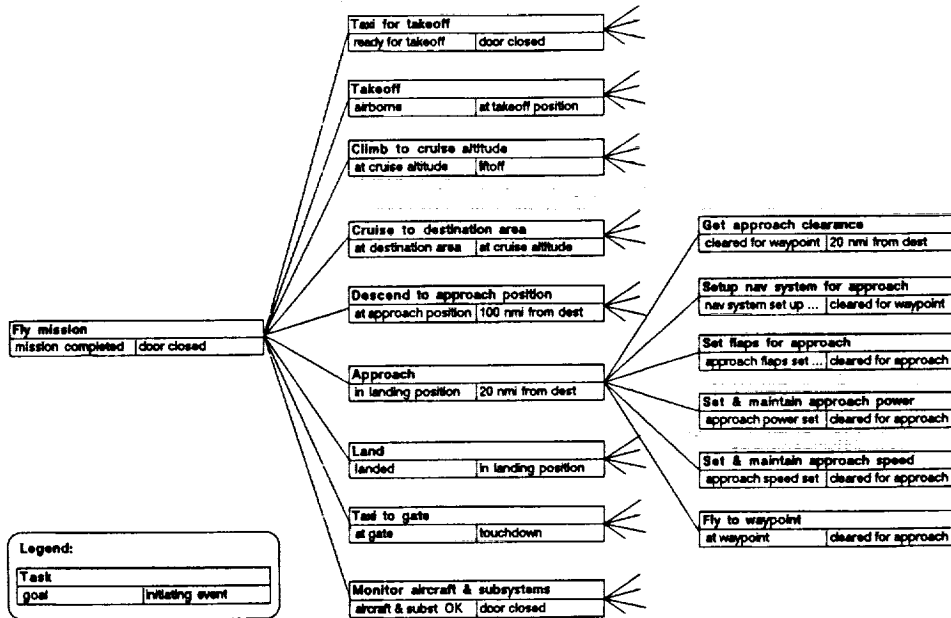 Taxi for takeoff
ready for takeoff door closed
Takeoff
airborne at takeoff position
Climb to cruise altitude
at cruise altitude liftoff
Cruise to destination area
at destination area at cruise altitude
Descend to approach position
at approach position 100 nmi from dest
Fly mission
mission completed door closed
Approach
in landing position 20 nmi from dest
Land
landed in landing position
Taxi to gate
at gate touchdown
Monitor aircraft & subsystems
aircraft & subst OK door closed
Get approach clearance
cleared for waypoint 20 nmi from dest
Setup nav system for approach
nav system set up ... cleared for waypoint
Set flaps for approach
approach flaps set ... cleared for approach
Set & maintain approach power
approach power set cleared for approach
Set & maintain approach speed
approach speed set cleared for approach
Fly to waypoint
at waypoint cleared for approach
Legend:
Task
goal initiating event